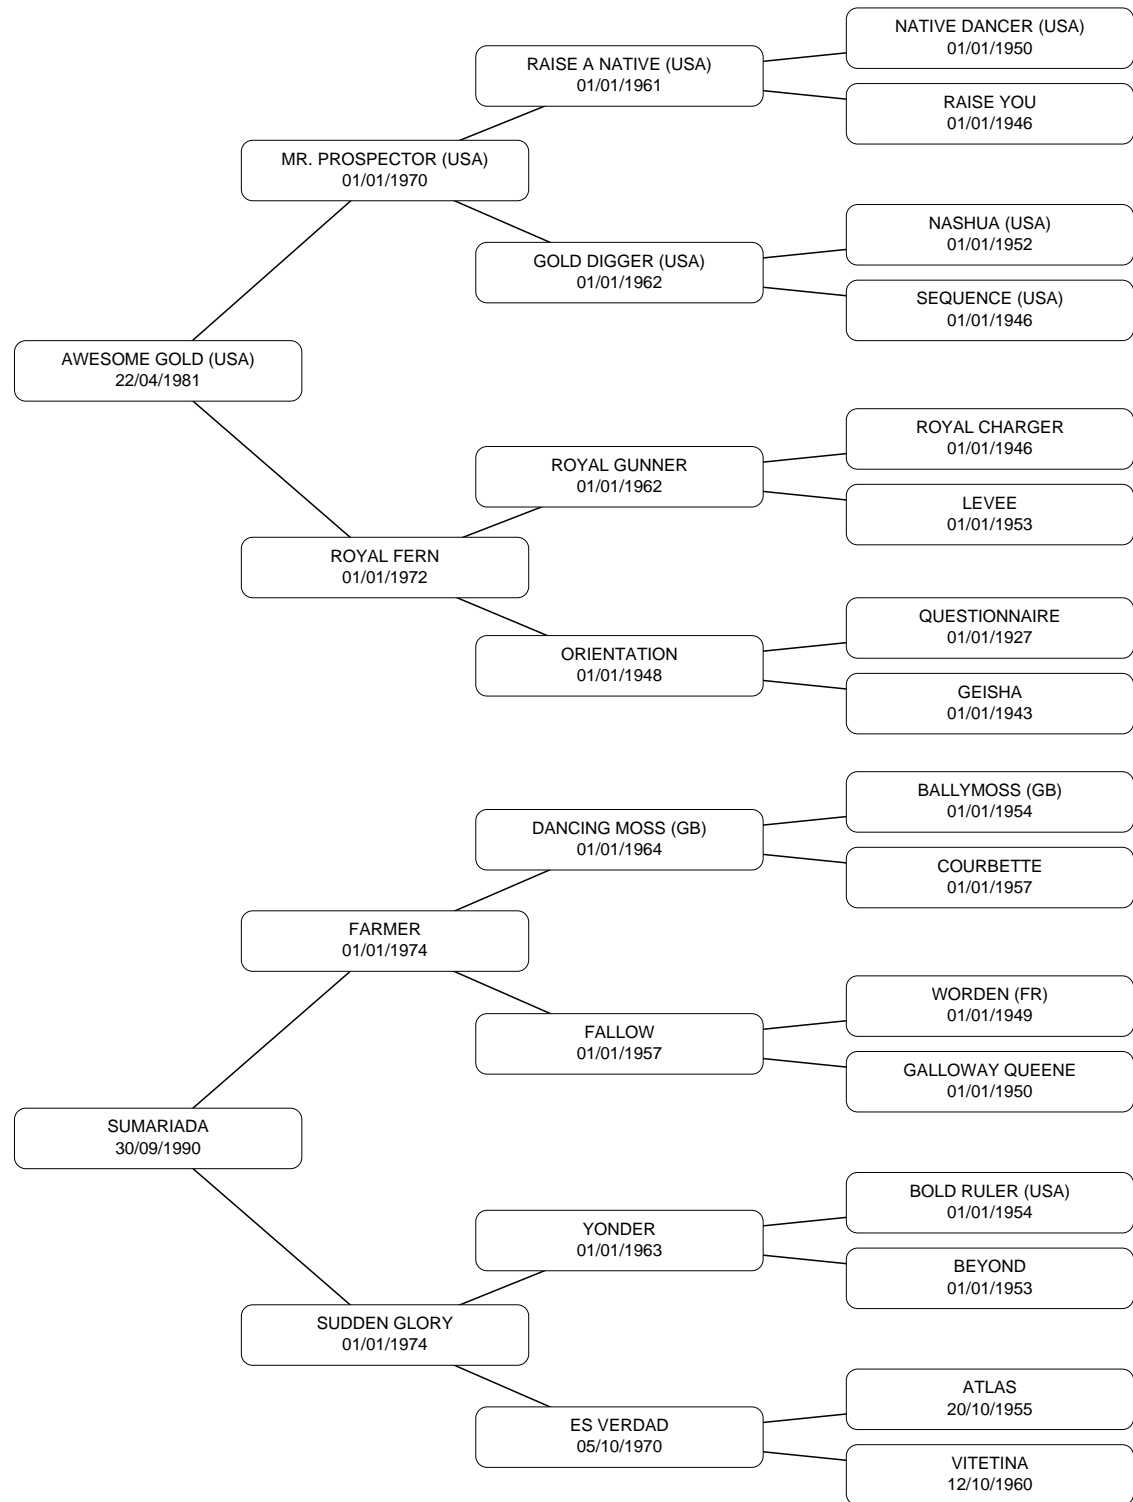 NATIVE DANCER (USA)
01/01/1950
RAISE A NATIVE (USA)
01/01/1961
RAISE YOU
01/01/1946
MR. PROSPECTOR (USA)
01/01/1970
NASHUA (USA)
01/01/1952
GOLD DIGGER (USA)
01/01/1962
SEQUENCE (USA)
01/01/1946
AWESOME GOLD (USA)
22/04/1981
ROYAL CHARGER
01/01/1946
ROYAL GUNNER
01/01/1962
LEVEE
01/01/1953
ROYAL FERN
01/01/1972
QUESTIONNAIRE
01/01/1927
ORIENTATION
01/01/1948
GEISHA
01/01/1943
BALLYMOSS (GB)
01/01/1954
DANCING MOSS (GB)
01/01/1964
COURBETTE
01/01/1957
FARMER
01/01/1974
WORDEN (FR)
01/01/1949
FALLOW
01/01/1957
GALLOWAY QUEENE
01/01/1950
SUMARIADA
30/09/1990
BOLD RULER (USA)
01/01/1954
YONDER
01/01/1963
BEYOND
01/01/1953
SUDDEN GLORY
01/01/1974
ATLAS
20/10/1955
ES VERDAD
05/10/1970
VITETINA
12/10/1960